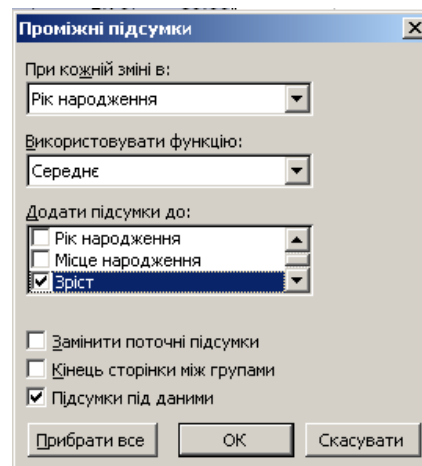 Проміжні підсумки
При кожній зміні в:
Рік народження
Використовувати функцію:
Середнє
Додати підсумки до:
Рік народження
Місце народження
Зріст
Замінити поточні підсумки
Кінець сторінки між групами
Підсумки під даними
Прибрати все ОК Скасувати